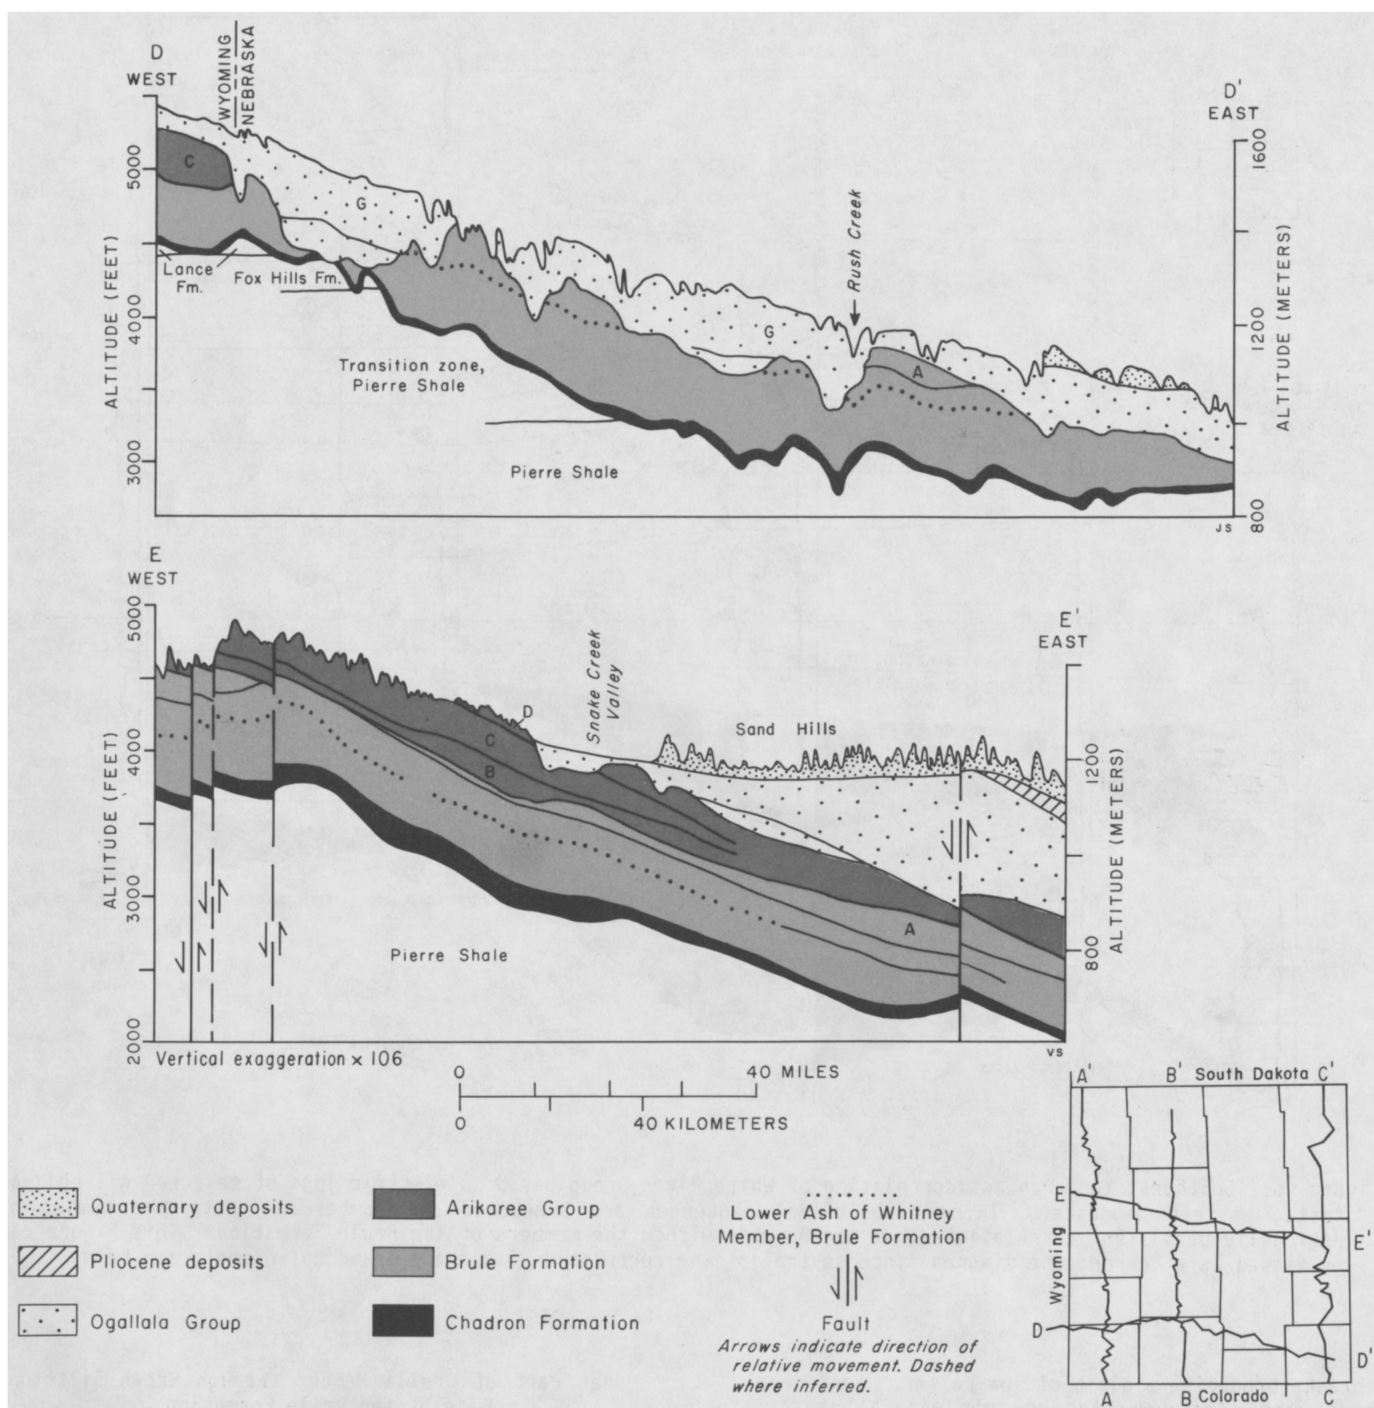 D
WEST
WYOMING
NEBRASKA
D'
EAST
5000
4000
3000
ALTITUDE (FEET)
1600
1200
800
ALTITUDE (METERS)
C
G
Lance
Fm.
Fox Hills Fm.
Rush Creek
G
A
Transition zone,
Pierre Shale
Pierre Shale
JS
E
WEST
E'
EAST
5000
4000
3000
2000
ALTITUDE (FEET)
1200
800
ALTITUDE (METERS)
Snake Creek
Valley
Sand Hills
D
C
B
A
Pierre Shale
VS
Vertical exaggeration x 106
0 40 MILES
0 40 KILOMETERS
Quaternary deposits
Pliocene deposits
Ogallala Group
Arikaree Group
Brule Formation
Chadron Formation
Lower Ash of Whitney
Member, Brule Formation
Fault
Arrows indicate direction of
relative movement. Dashed
where inferred.
A' B' South Dakota C'
E
E'
Wyoming
D
D'
A B Colorado C